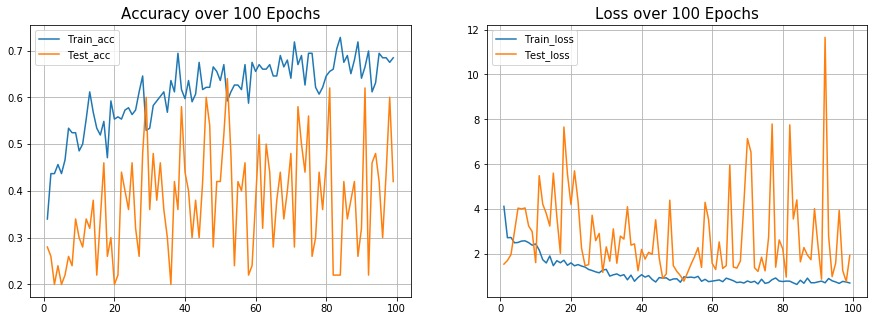 Accuracy over 100 Epochs
Train_acc
Test_acc
0.7
0.6
0.5
0.4
0.3
0.2
0 20 40 60 80 100
Loss over 100 Epochs
Train_loss
Test_loss
12
10
8
6
4
2
0 20 40 60 80 100